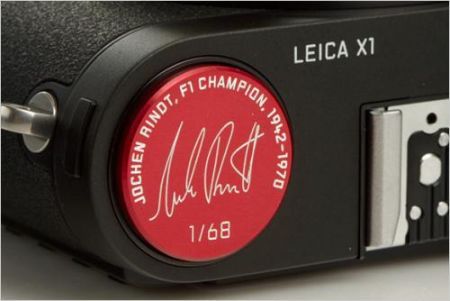 LEICA X1
JOCHEN RINDT, F1 CHAMPION, 1942-1970
1/68